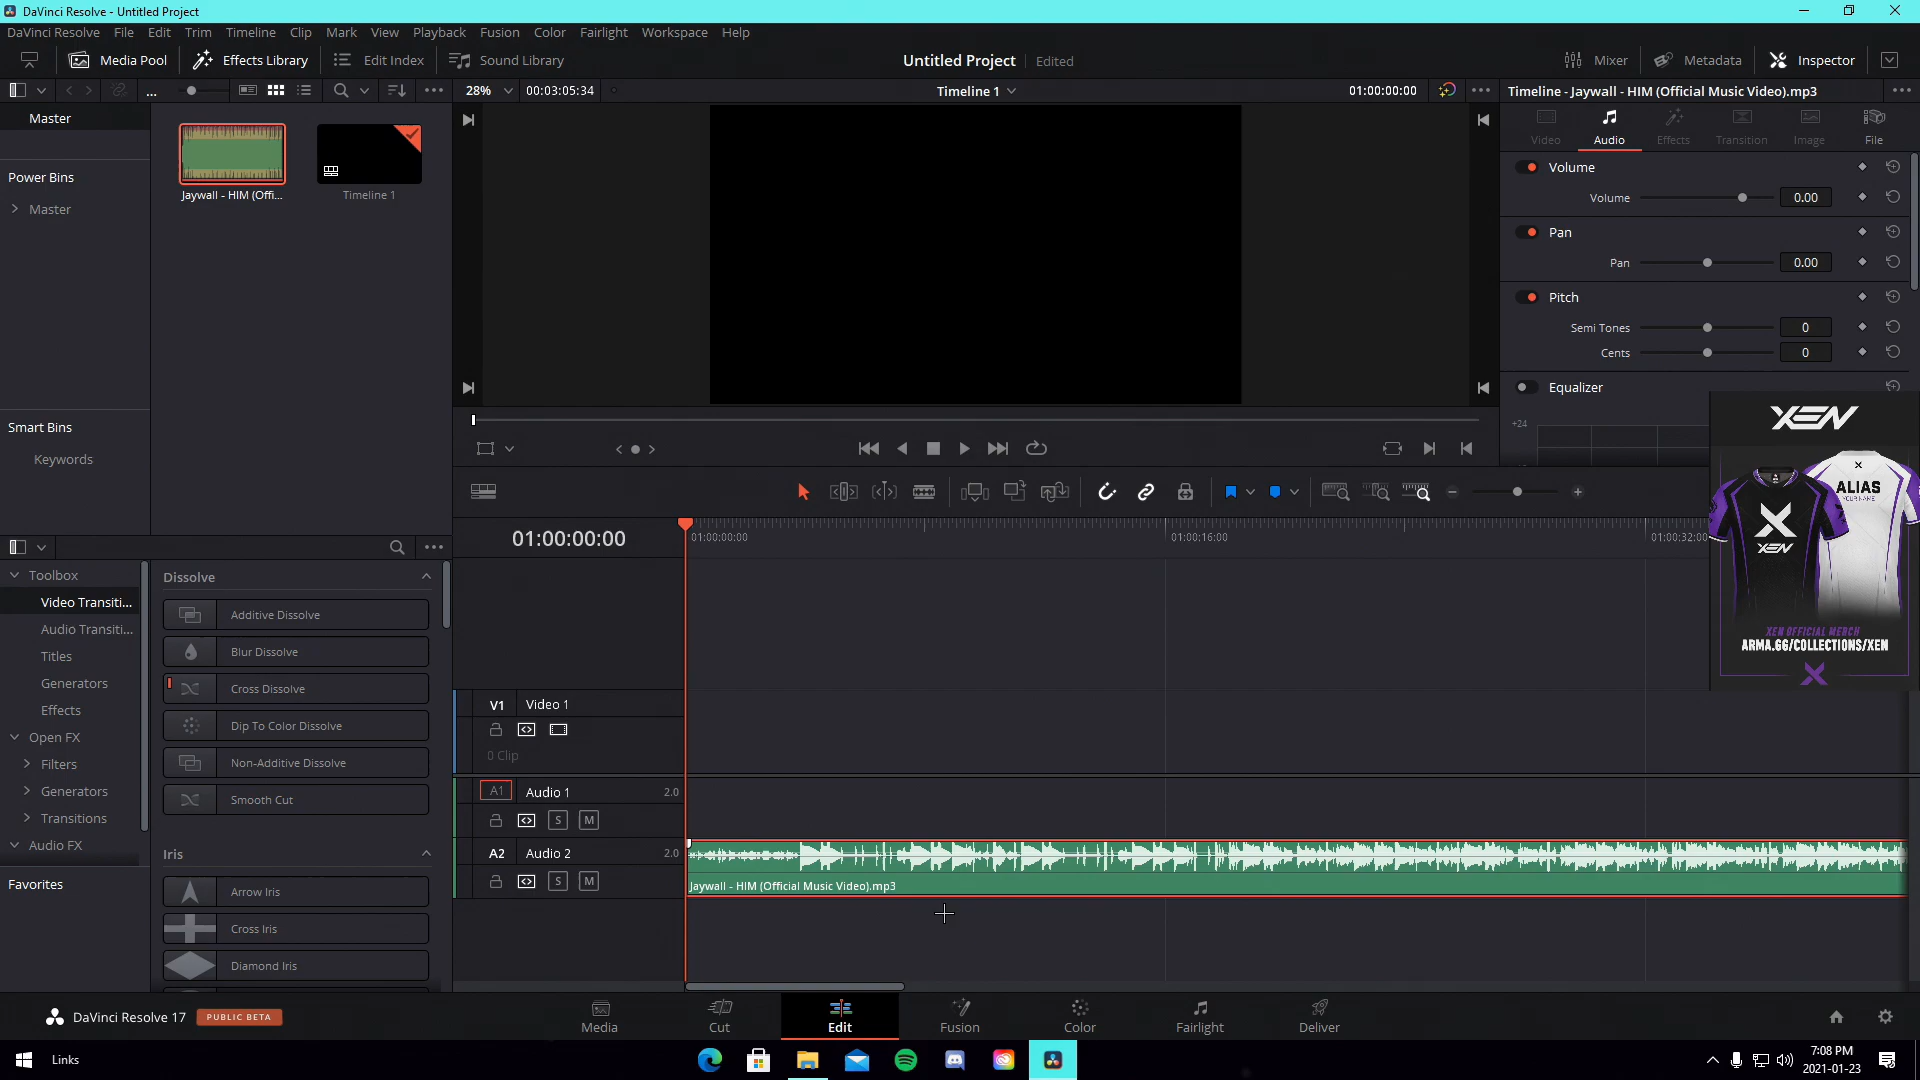 DaVinci Resolve - Untitled Project
DaVinci Resolve File Edit Trim Timeline Clip Mark View Playback Fusion Color Fairlight Workspace Help
Media Pool Effects Library Edit Index Sound Library Untitled Project Edited Mixer Metadata Inspector
... 28% 00:03:05:34 Timeline 1 01:00:00:00 Timeline - Jaywall - HIM (Official Music Video).mp3
Master
Power Bins
Master
Smart Bins
Keywords
Jaywall - HIM (Offi...
Timeline 1
Video Audio Effects Transition Image File
Volume
Volume 0.00
Pan
Pan 0.00
Pitch
Semi Tones 0
Cents 0
Equalizer
+24
XEN
ALIAS
YOUR NAME
XEN
XEN OFFICIAL MERCH
ARMA.GG/COLLECTIONS/XEN
Toolbox
Video Transiti...
Audio Transiti...
Titles
Generators
Effects
Open FX
Filters
Generators
Transitions
Audio FX
Favorites
Dissolve
Additive Dissolve
Blur Dissolve
Cross Dissolve
Dip To Color Dissolve
Non-Additive Dissolve
Smooth Cut
Iris
Arrow Iris
Cross Iris
Diamond Iris
01:00:00:00
01:00:00:00 01:00:16:00 01:00:32:00
V1 Video 1
0 Clip
A1 Audio 1 2.0
S M
A2 Audio 2 2.0
S M
Jaywall - HIM (Official Music Video).mp3
DaVinci Resolve 17 PUBLIC BETA
Media Cut Edit Fusion Color Fairlight Deliver
Links
7:08 PM
2021-01-23